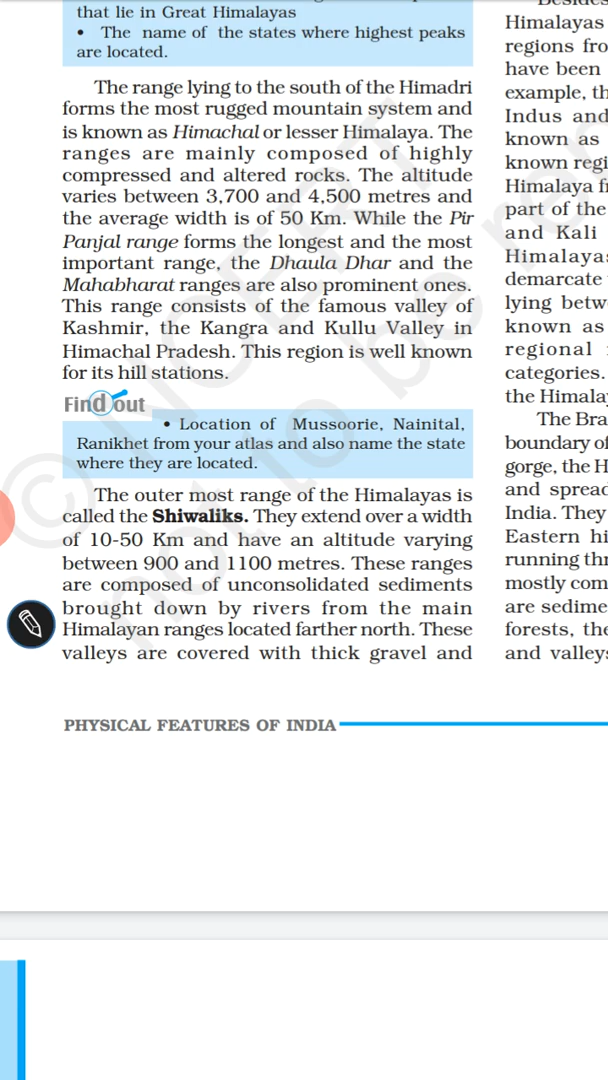 that lie in Great Himalayas
• The name of the states where highest peaks
are located.
The range lying to the south of the Himadri
forms the most rugged mountain system and
is known as Himachal or lesser Himalaya. The
ranges are mainly composed of highly
compressed and altered rocks. The altitude
varies between 3,700 and 4,500 metres and
the average width is of 50 Km. While the Pir
Panjal range forms the longest and the most
important range, the Dhaula Dhar and the
Mahabharat ranges are also prominent ones.
This range consists of the famous valley of
Kashmir, the Kangra and Kullu Valley in
Himachal Pradesh. This region is well known
for its hill stations.
Find out
• Location of Mussoorie, Nainital,
Ranikhet from your atlas and also name the state
where they are located.
The outer most range of the Himalayas is
called the Shiwaliks. They extend over a width
of 10-50 Km and have an altitude varying
between 900 and 1100 metres. These ranges
are composed of unconsolidated sediments
brought down by rivers from the main
Himalayan ranges located farther north. These
valleys are covered with thick gravel and
PHYSICAL FEATURES OF INDIA
Himalayas
regions fro
have been
example, th
Indus and
known as
known regi
Himalaya fr
part of the
and Kali
Himalayas
demarcate
lying betw
known as
regional
categories.
the Himala
The Bra
boundary of
gorge, the H
and spread
India. They
Eastern hi
running thr
mostly com
are sedime
forests, the
and valleys
© NCERT
not to be rep